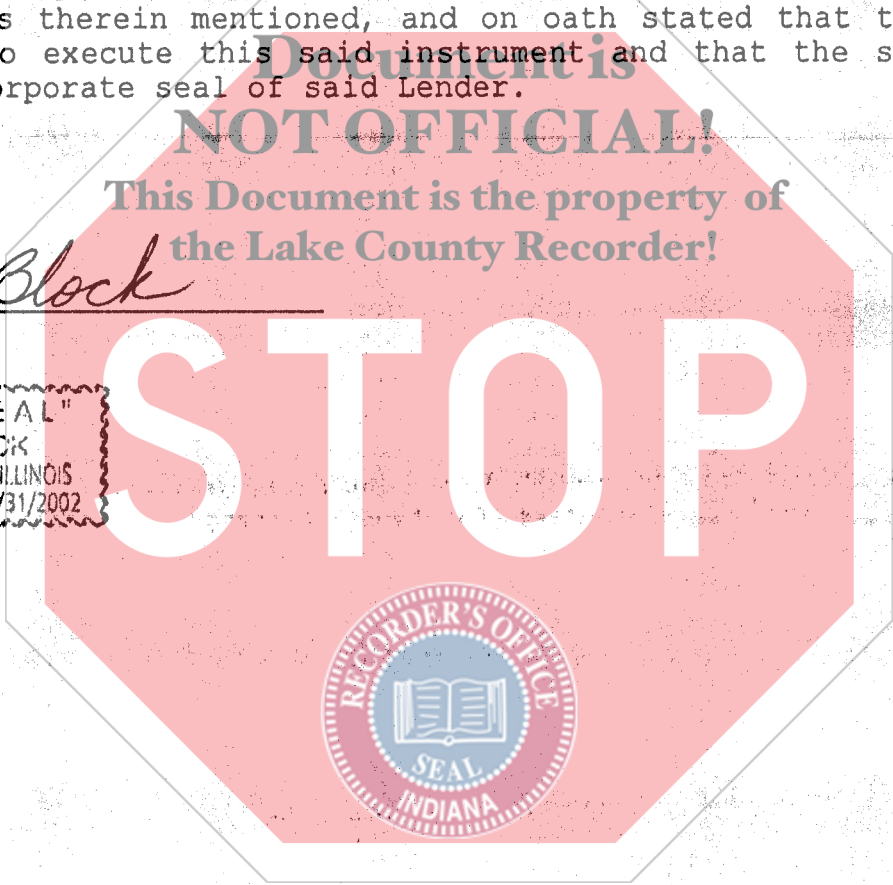 s therein mentioned, and on oath stated that t
o execute this said instrument and that the s
orporate seal of said Lender.
Document is
NOT OFFICIAL!
This Document is the property of
the Lake County Recorder!
Block
EAL"
CK
ILLINOIS
/31/2002
STOP
RECORDER'S OFFICE
SEAL
INDIANA